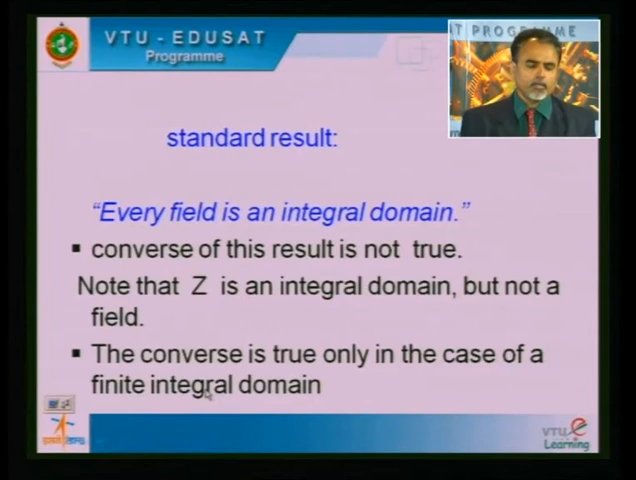 VTU - EDUSAT
Programme
AT PROGRAMME
standard result:
“Every field is an integral domain.”
▪ converse of this result is not true.
Note that Z is an integral domain, but not a
field.
▪ The converse is true only in the case of a
finite integral domain
VTU e
Learning